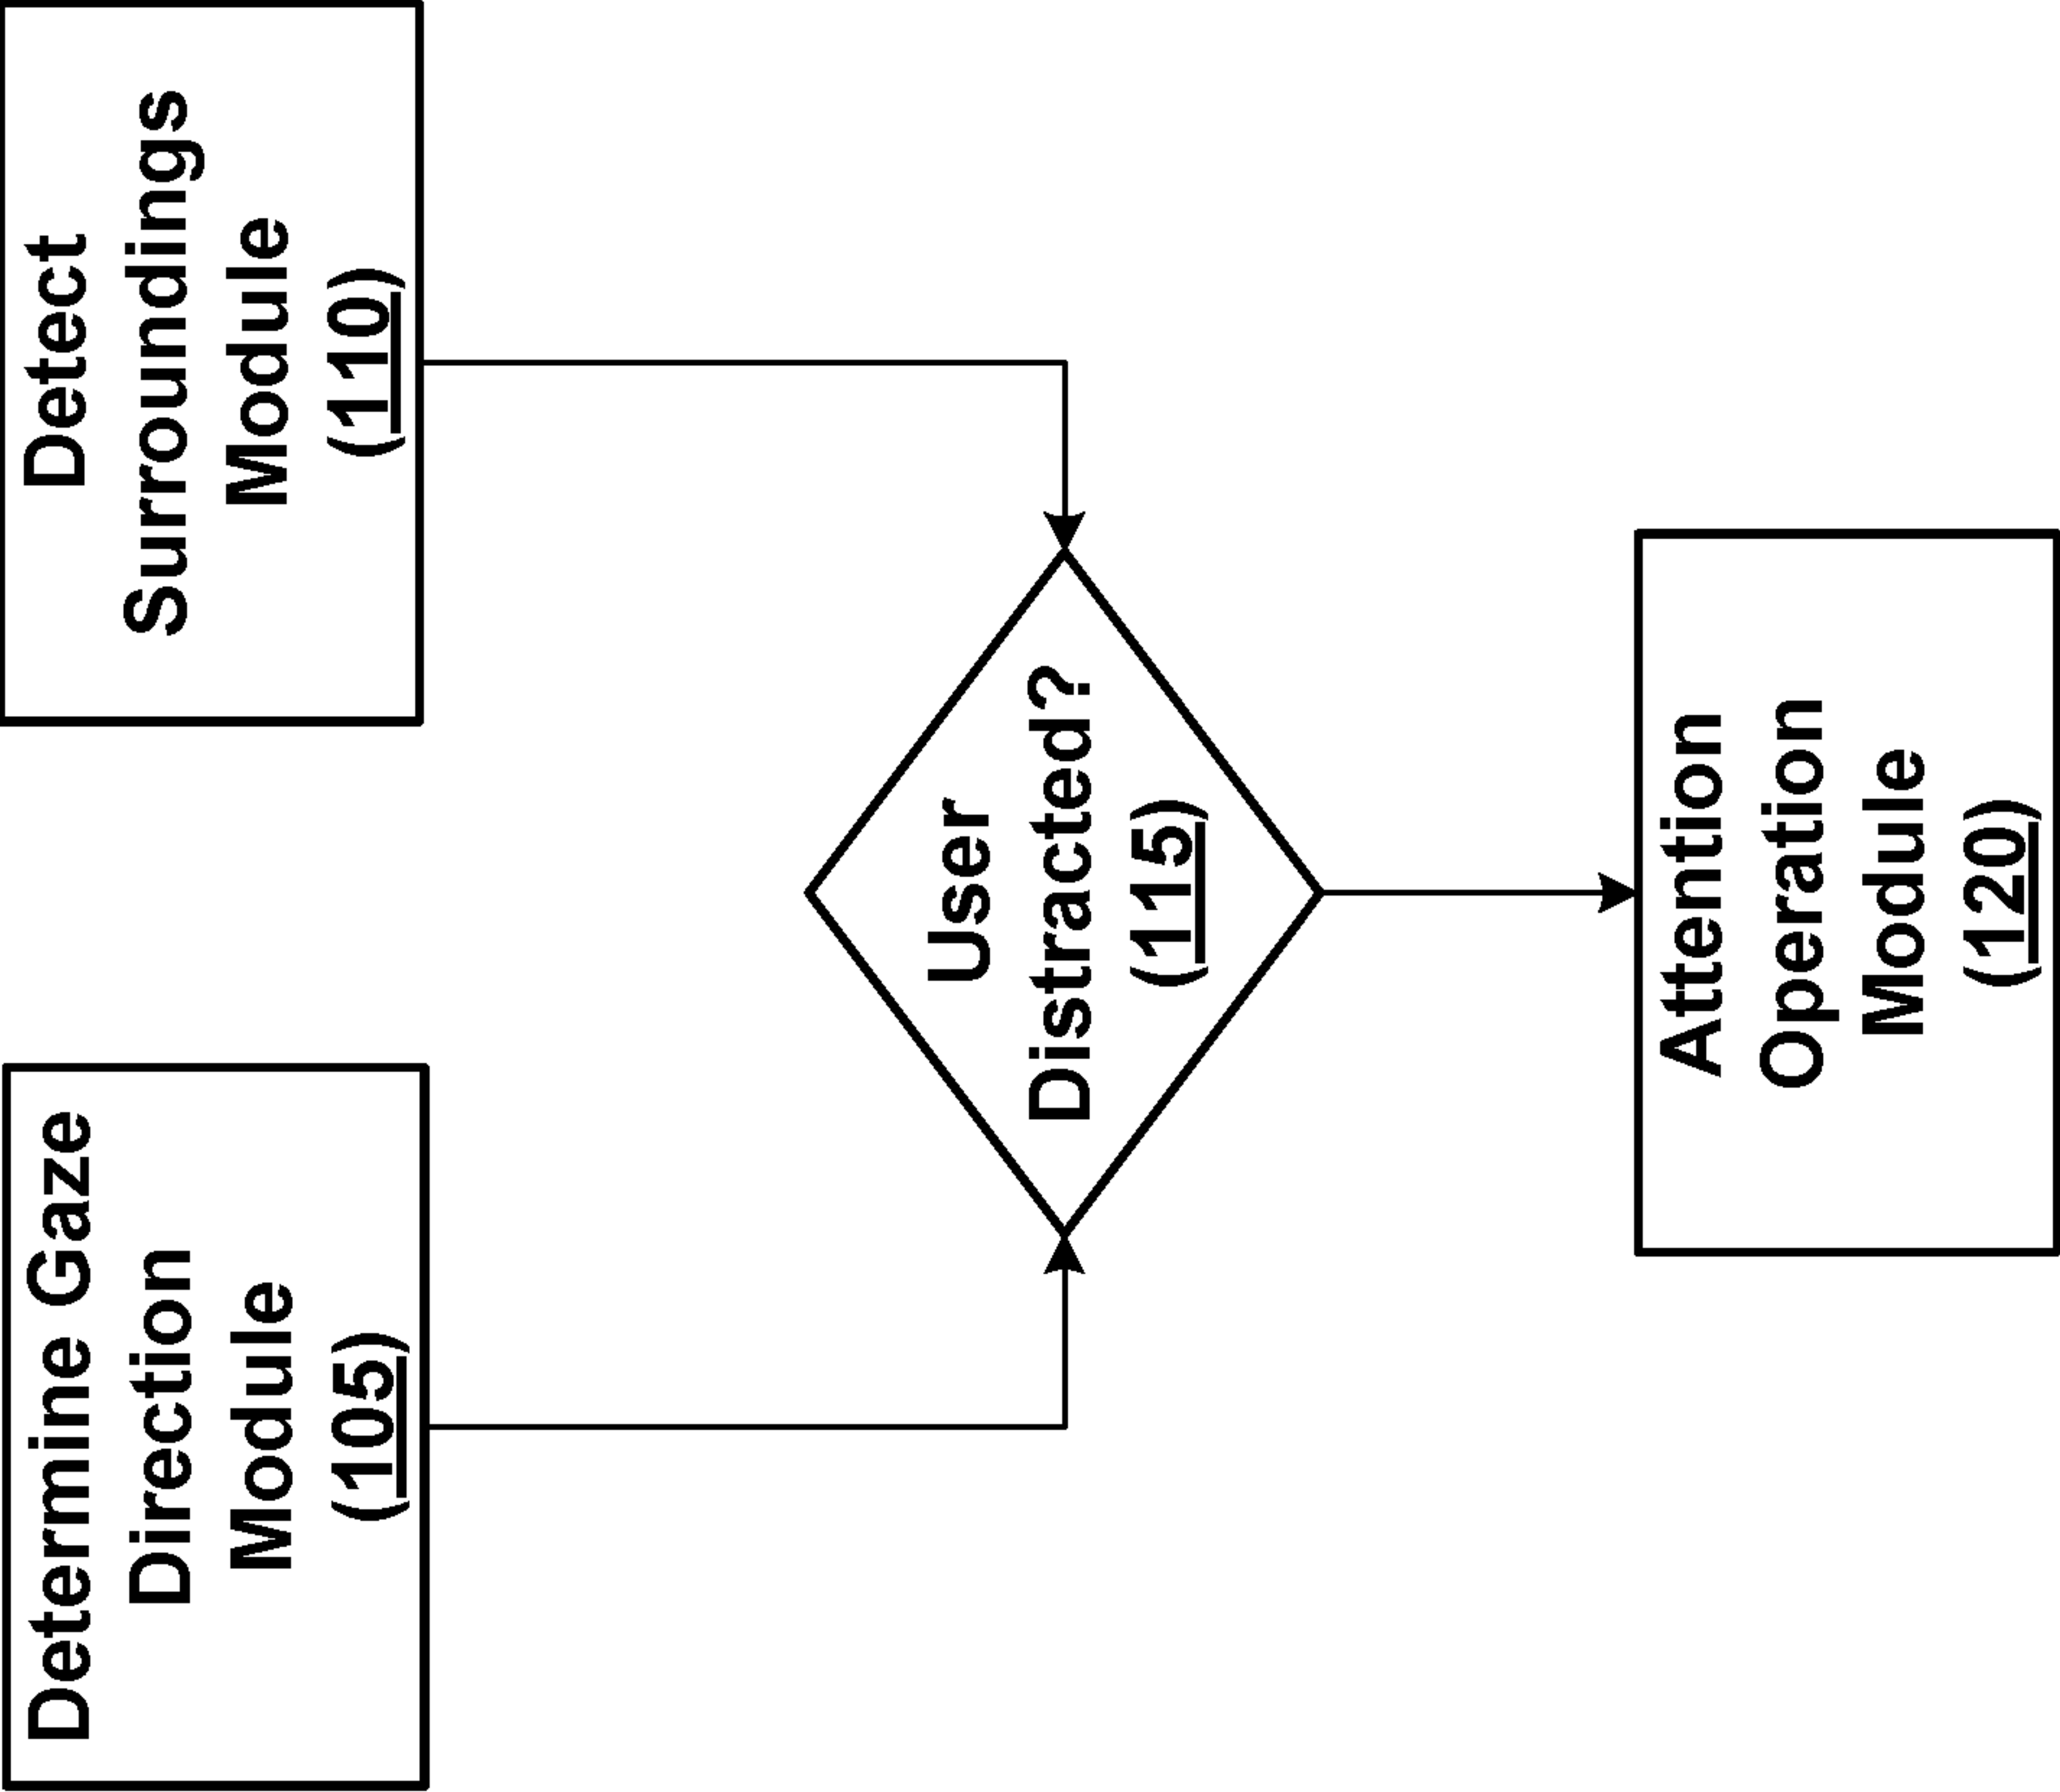 Determine Gaze
Direction
Module
(105)
Detect
Surroundings
Module
(110)
User
Distracted?
(115)
Attention
Operation
Module
(120)